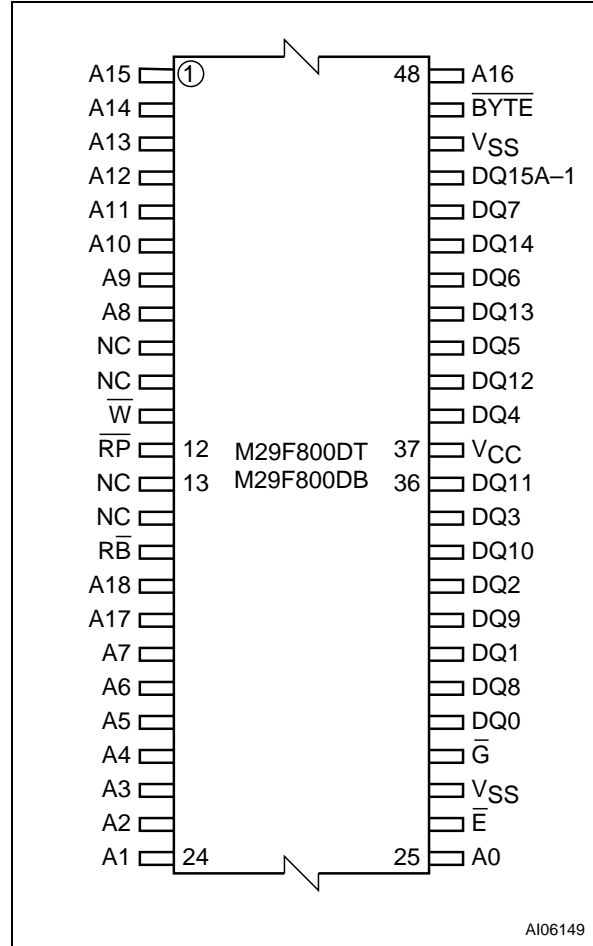 A15 ① 48 A16
A14 B̅Y̅T̅E̅
A13 VSS
A12 DQ15A–1
A11 DQ7
A10 DQ14
A9 DQ6
A8 DQ13
NC DQ5
NC DQ12
W̅ DQ4
R̅P̅ 12 M29F800DT 37 VCC
NC 13 M29F800DB 36 DQ11
NC DQ3
RB̅ DQ10
A18 DQ2
A17 DQ9
A7 DQ1
A6 DQ8
A5 DQ0
A4 G̅
A3 VSS
A2 E̅
A1 24 25 A0
AI06149